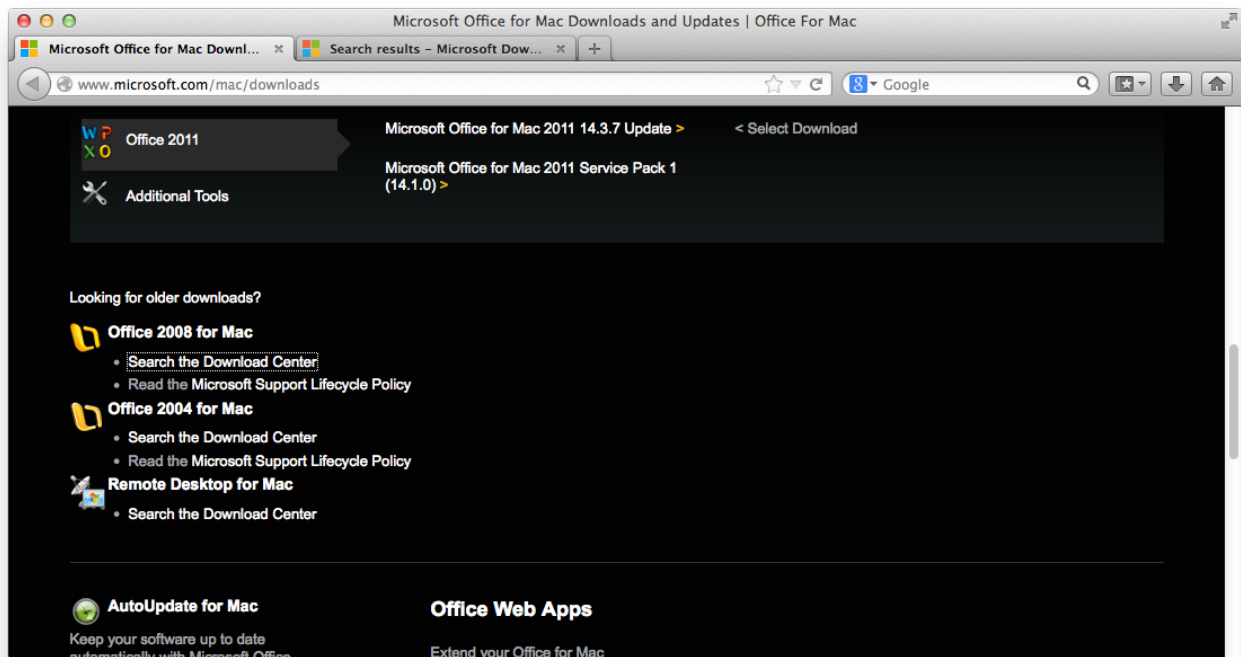 Microsoft Office for Mac Downloads and Updates | Office For Mac
Microsoft Office for Mac Downl...
Search results – Microsoft Dow...
www.microsoft.com/mac/downloads
Google
W P X O
Office 2011
Microsoft Office for Mac 2011 14.3.7 Update >
< Select Download
Microsoft Office for Mac 2011 Service Pack 1
(14.1.0) >
Additional Tools
Looking for older downloads?
Office 2008 for Mac
• Search the Download Center
• Read the Microsoft Support Lifecycle Policy
Office 2004 for Mac
• Search the Download Center
• Read the Microsoft Support Lifecycle Policy
Remote Desktop for Mac
• Search the Download Center
AutoUpdate for Mac
Office Web Apps
Keep your software up to date
automatically with Microsoft Office
Extend your Office for Mac